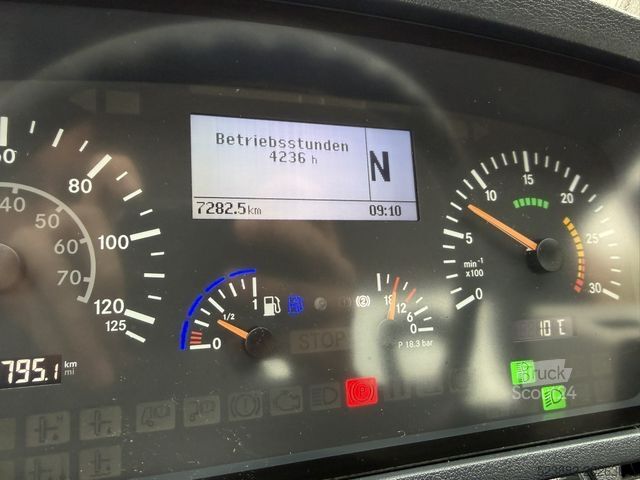 Betriebsstunden
4236 h
N
7282.5 km
09:10
80
100
120
125
40
50
60
70
795.1 km
mi
1
1/2
0
18
12
6
0
P 18.3 bar
STOP
0
5
10
15
20
25
30
min-1
x100
10 °C
Truck
Scout24